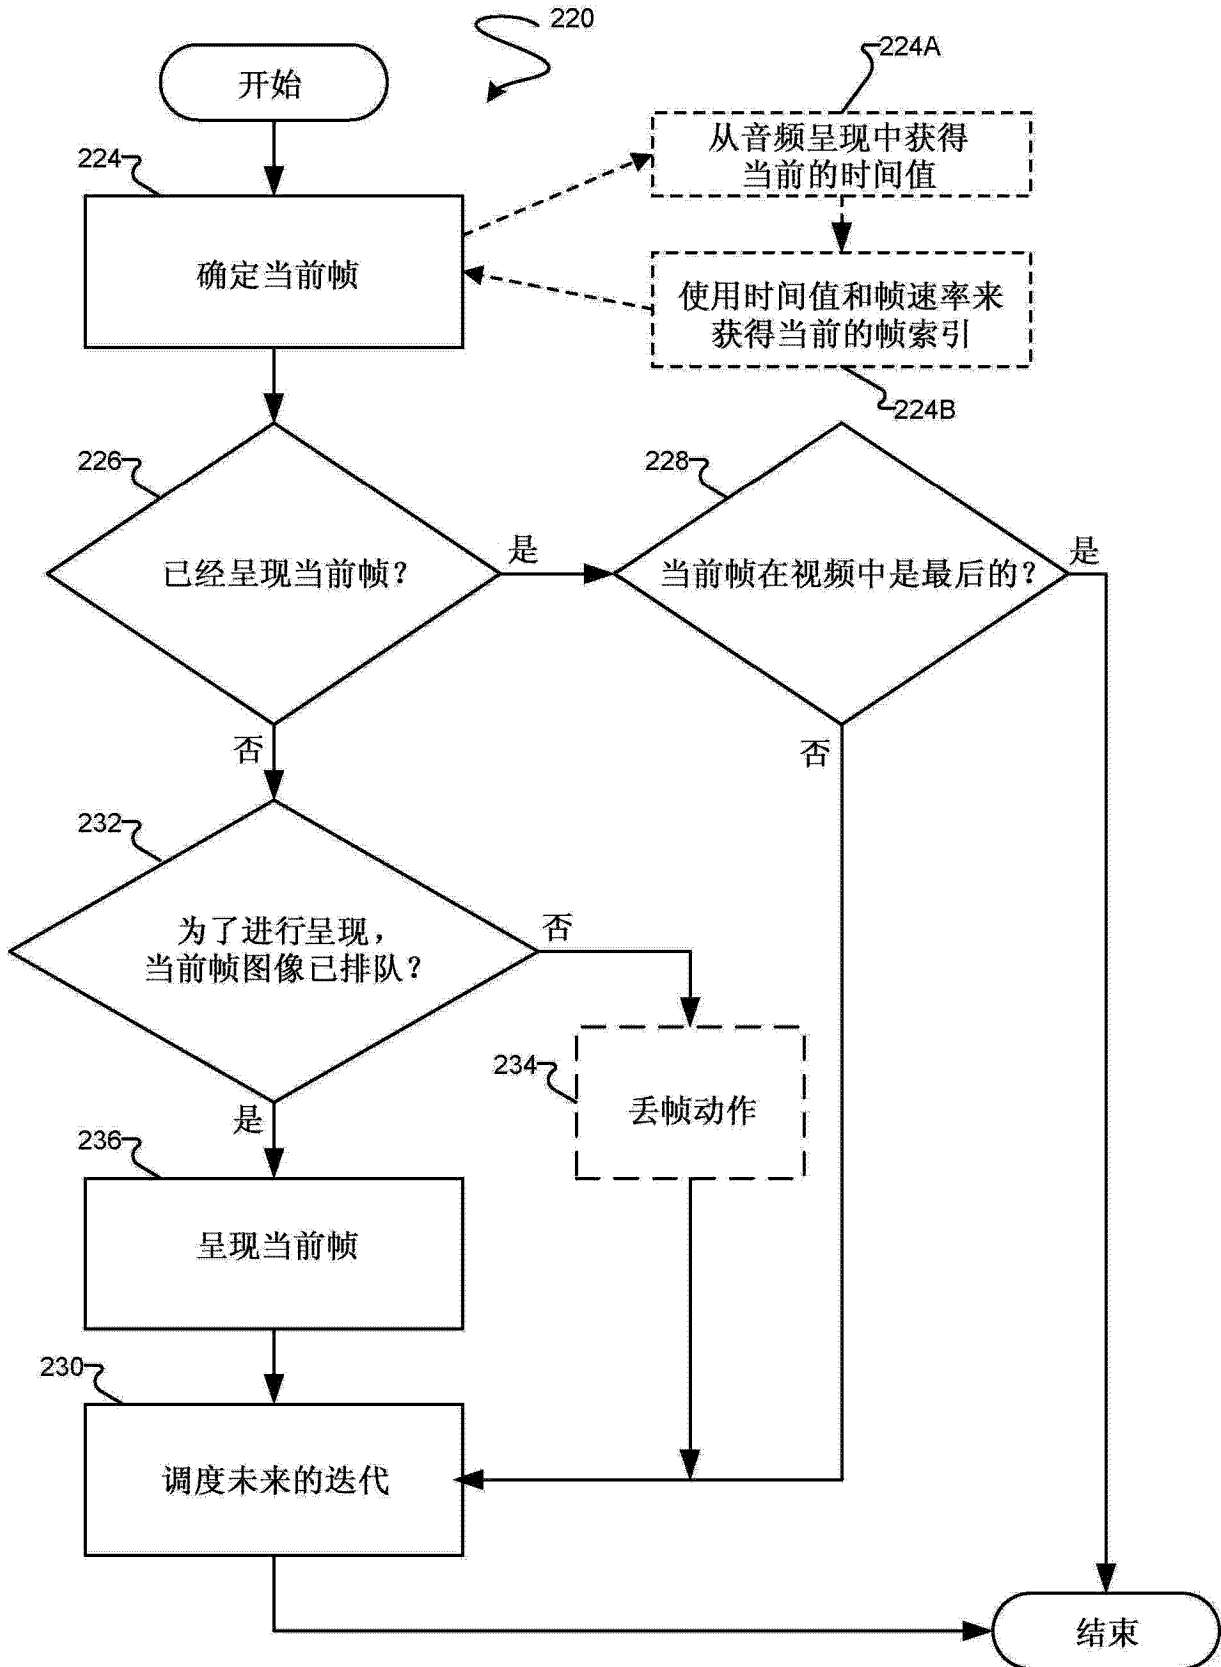 220
开始
224A
从音频呈现中获得
当前的时间值
224
确定当前帧
使用时间值和帧速率来
获得当前的帧索引
224B
226
已经呈现当前帧？
是
228
当前帧在视频中是最后的？
是
否
否
232
为了进行呈现，
当前帧图像已排队？
否
234
丢帧动作
是
236
呈现当前帧
230
调度未来的迭代
结束